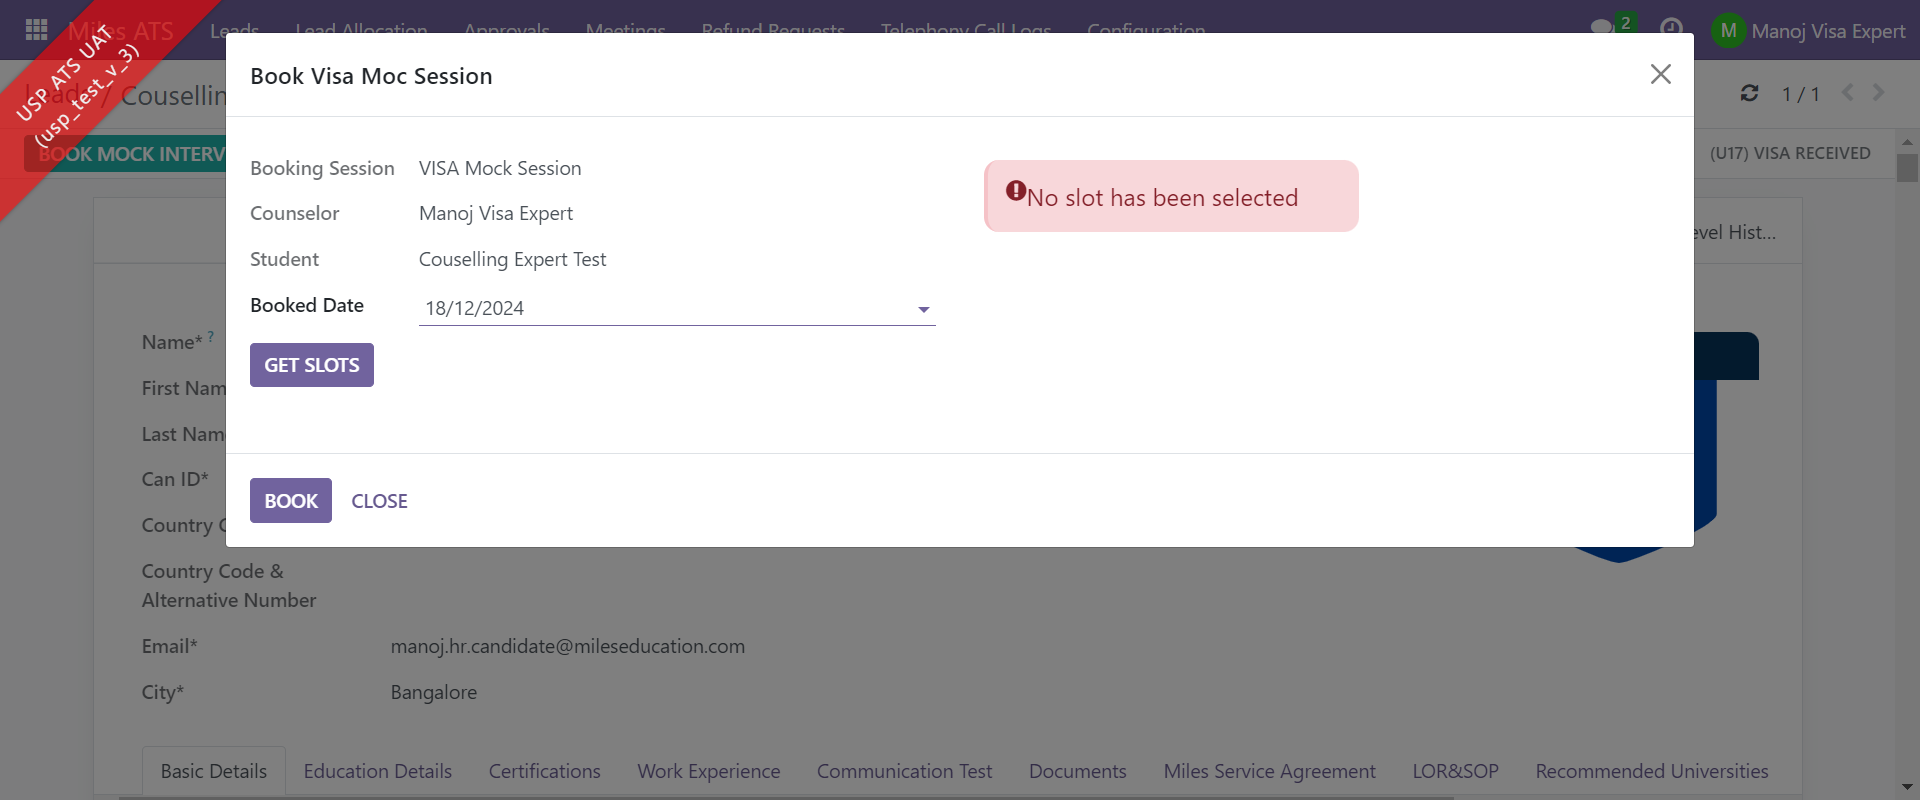 Miles ATS Leads Lead Allocation Approvals Meetings Refund Requests Telephony Call Logs Configuration 2 M Manoj Visa Expert
USP ATS UAT
(usp_test_v_3)
Leads / Couselling
1 / 1
BOOK MOCK INTERV
(U17) VISA RECEIVED
Book Visa Moc Session
Booking Session VISA Mock Session
No slot has been selected
Counselor Manoj Visa Expert
evel Hist...
Student Couselling Expert Test
Booked Date 18/12/2024
GET SLOTS
BOOK CLOSE
Name* ?
First Nam
Last Nam
Can ID*
Country C
Country Code &
Alternative Number
Email* manoj.hr.candidate@mileseducation.com
City* Bangalore
Basic Details Education Details Certifications Work Experience Communication Test Documents Miles Service Agreement LOR&SOP Recommended Universities